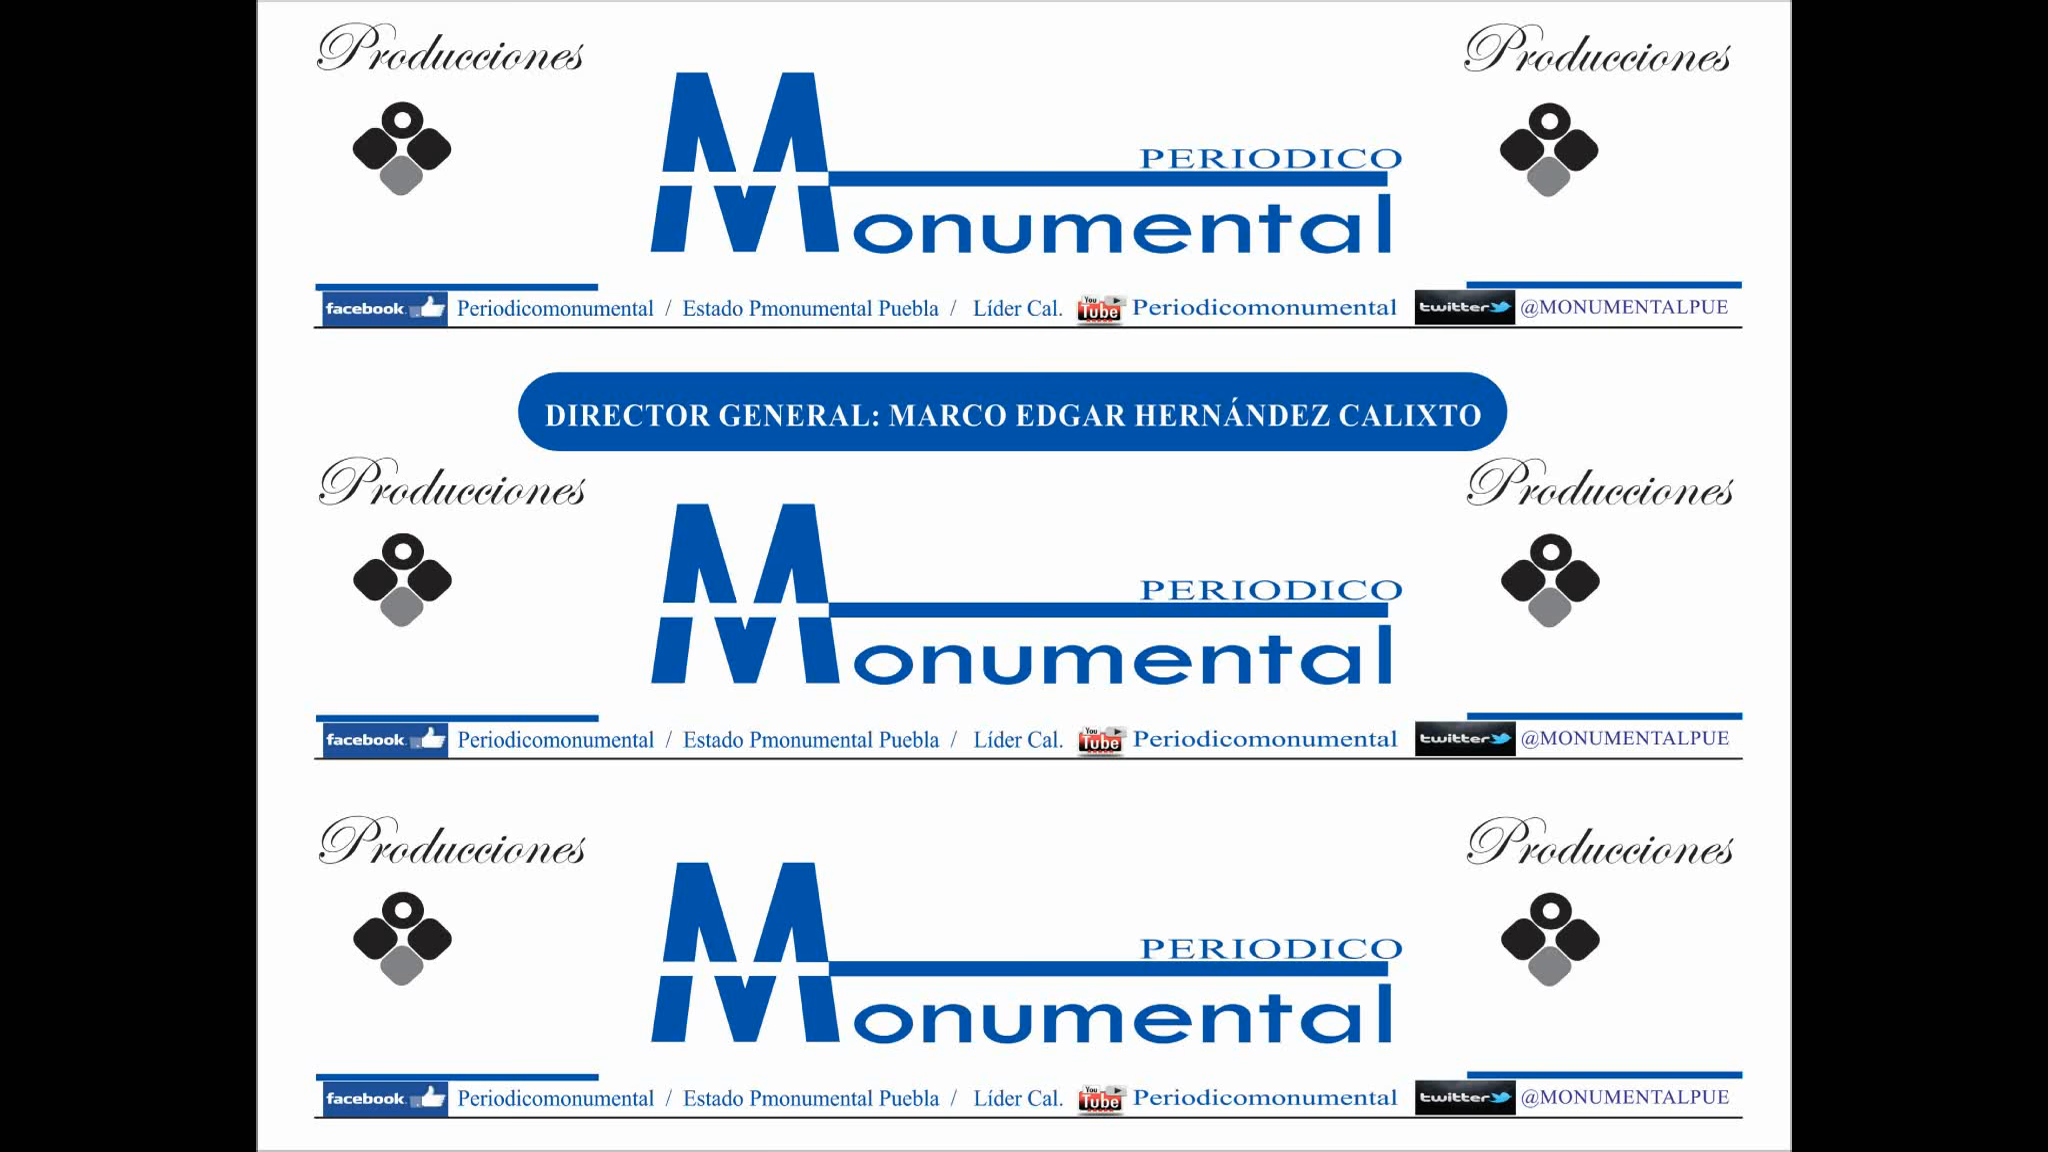 Producciones
Producciones
PERIODICO
Monumental
facebook Periodicomonumental / Estado Pmonumental Puebla / Líder Cal. You Tube Periodicomonumental twitter @MONUMENTALPUE
DIRECTOR GENERAL: MARCO EDGAR HERNÁNDEZ CALIXTO
Producciones
Producciones
PERIODICO
Monumental
facebook Periodicomonumental / Estado Pmonumental Puebla / Líder Cal. You Tube Periodicomonumental twitter @MONUMENTALPUE
Producciones
Producciones
PERIODICO
Monumental
facebook Periodicomonumental / Estado Pmonumental Puebla / Líder Cal. You Tube Periodicomonumental twitter @MONUMENTALPUE